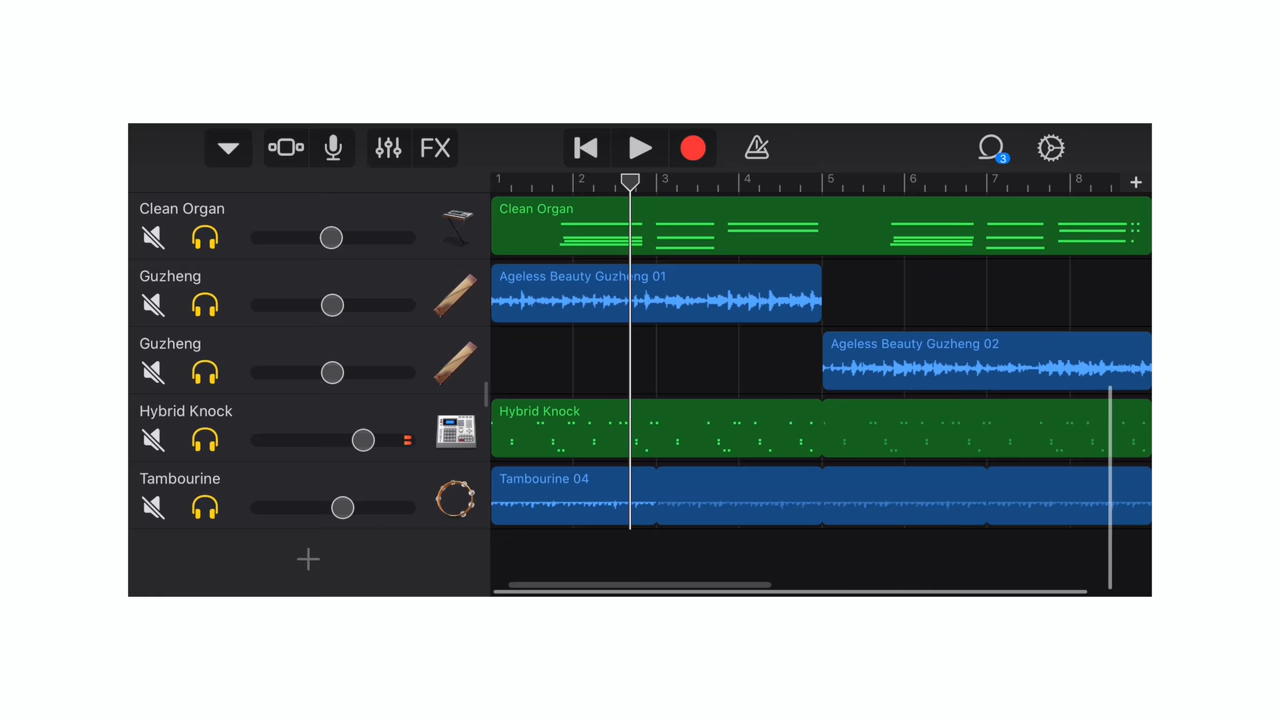 FX
3
1 2 3 4 5 6 7 8 +
Clean Organ
Clean Organ
Guzheng
Ageless Beauty Guzheng 01
Guzheng
Ageless Beauty Guzheng 02
Hybrid Knock
Hybrid Knock
Tambourine
Tambourine 04